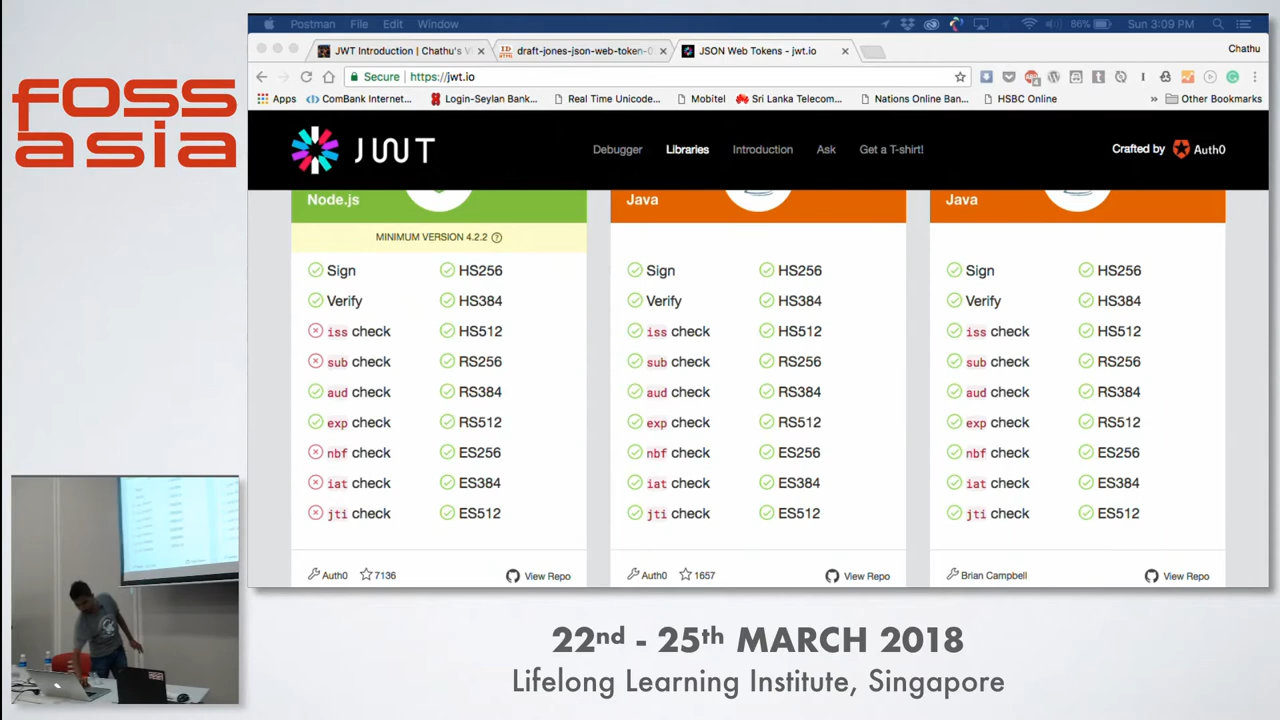 foss
asia
Postman File Edit Window 86% Sun 3:09 PM
JWT Introduction | Chathu's V
draft-jones-json-web-token-0
JSON Web Tokens - jwt.io
Chathu
Secure https://jwt.io
Apps ComBank Internet... Login-Seylan Bank... Real Time Unicode... Mobitel Sri Lanka Telecom... Nations Online Ban... HSBC Online » Other Bookmarks
JWT Debugger Libraries Introduction Ask Get a T-shirt! Crafted by Auth0
Node.js
MINIMUM VERSION 4.2.2
Sign HS256
Verify HS384
iss check HS512
sub check RS256
aud check RS384
exp check RS512
nbf check ES256
iat check ES384
jti check ES512
Auth0 7136 View Repo
Java
Sign HS256
Verify HS384
iss check HS512
sub check RS256
aud check RS384
exp check RS512
nbf check ES256
iat check ES384
jti check ES512
Auth0 1657 View Repo
Java
Sign HS256
Verify HS384
iss check HS512
sub check RS256
aud check RS384
exp check RS512
nbf check ES256
iat check ES384
jti check ES512
Brian Campbell View Repo
22nd - 25th MARCH 2018
Lifelong Learning Institute, Singapore